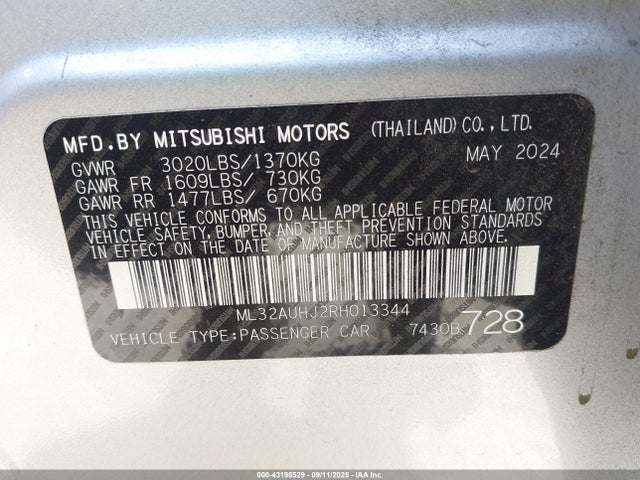 MFD.BY MITSUBISHI MOTORS (THAILAND) CO., LTD.
GVWR 3020LBS/1370KG MAY 2024
GAWR FR 1609LBS/ 730KG
GAWR RR 1477LBS/ 670KG
THIS VEHICLE CONFORMS TO ALL APPLICABLE FEDERAL MOTOR
VEHICLE SAFETY, BUMPER, AND THEFT PREVENTION STANDARDS
IN EFFECT ON THE DATE OF MANUFACTURE SHOWN ABOVE.
ML32AUHJ2RH013344
VEHICLE TYPE:PASSENGER CAR 7430B 728
000-43198529 - 09/11/2025 - IAA Inc.